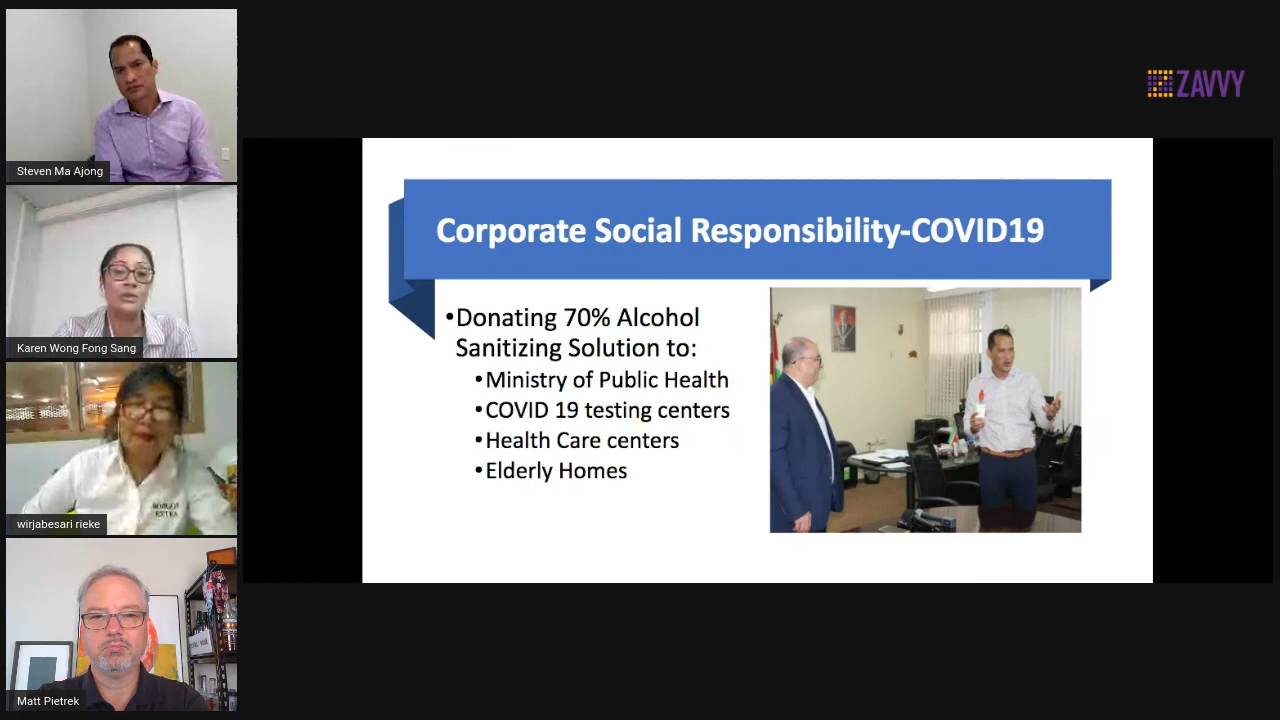 ZAVVY
Steven Ma Ajong
Karen Wong Fong Sang
wirjabesari rieke
Matt Pietrek
Corporate Social Responsibility-COVID19
•Donating 70% Alcohol
Sanitizing Solution to:
•Ministry of Public Health
•COVID 19 testing centers
•Health Care centers
•Elderly Homes